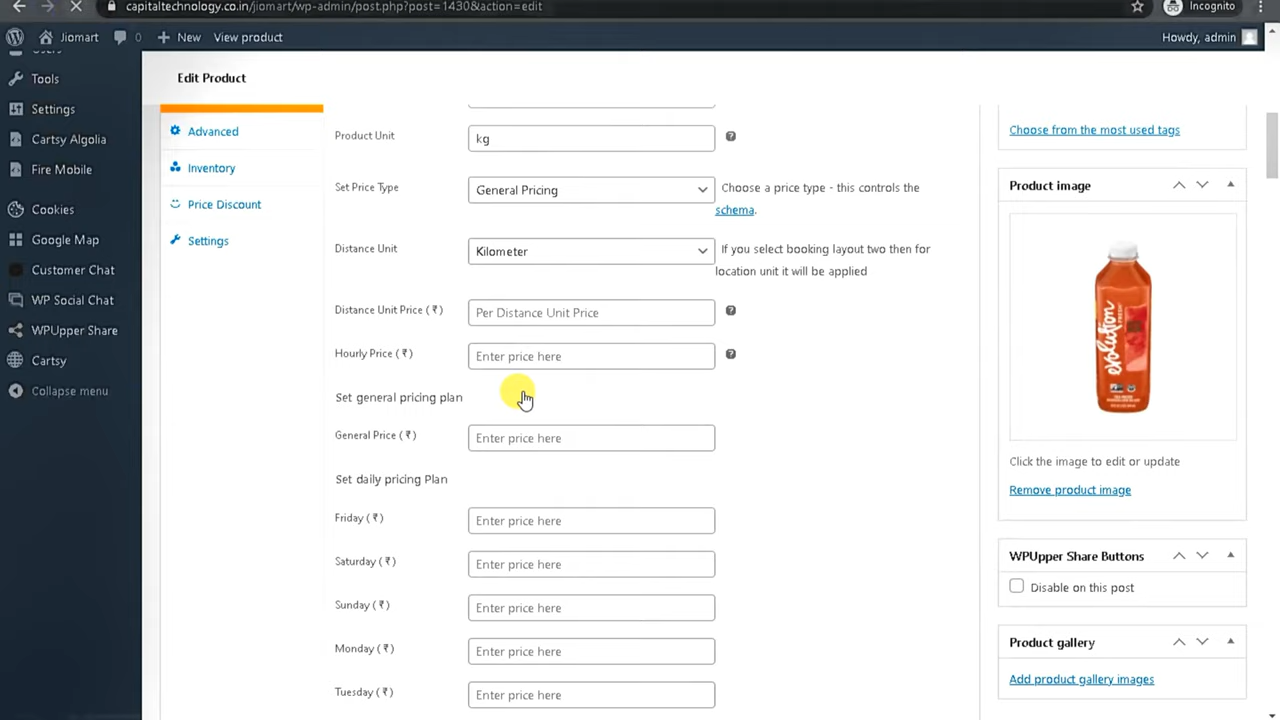 capitaltechnology.co.in/jiomart/wp-admin/post.php?post=1430&action=edit
Incognito
Jiomart
0
New
View product
Howdy, admin
Edit Product
Tools
Settings
Cartsy Algolia
Fire Mobile
Cookies
Google Map
Customer Chat
WP Social Chat
WPUpper Share
Cartsy
Collapse menu
Advanced
Inventory
Price Discount
Settings
Product Unit
kg
Set Price Type
General Pricing
Choose a price type - this controls the
schema.
Distance Unit
Kilometer
If you select booking layout two then for
location unit it will be applied
Distance Unit Price ( ₹ )
Per Distance Unit Price
Hourly Price ( ₹ )
Enter price here
Set general pricing plan
General Price ( ₹ )
Enter price here
Set daily pricing Plan
Friday ( ₹ )
Enter price here
Saturday ( ₹ )
Enter price here
Sunday ( ₹ )
Enter price here
Monday ( ₹ )
Enter price here
Tuesday ( ₹ )
Enter price here
Choose from the most used tags
Product image
evolution
FRESH
Click the image to edit or update
Remove product image
WPUpper Share Buttons
Disable on this post
Product gallery
Add product gallery images